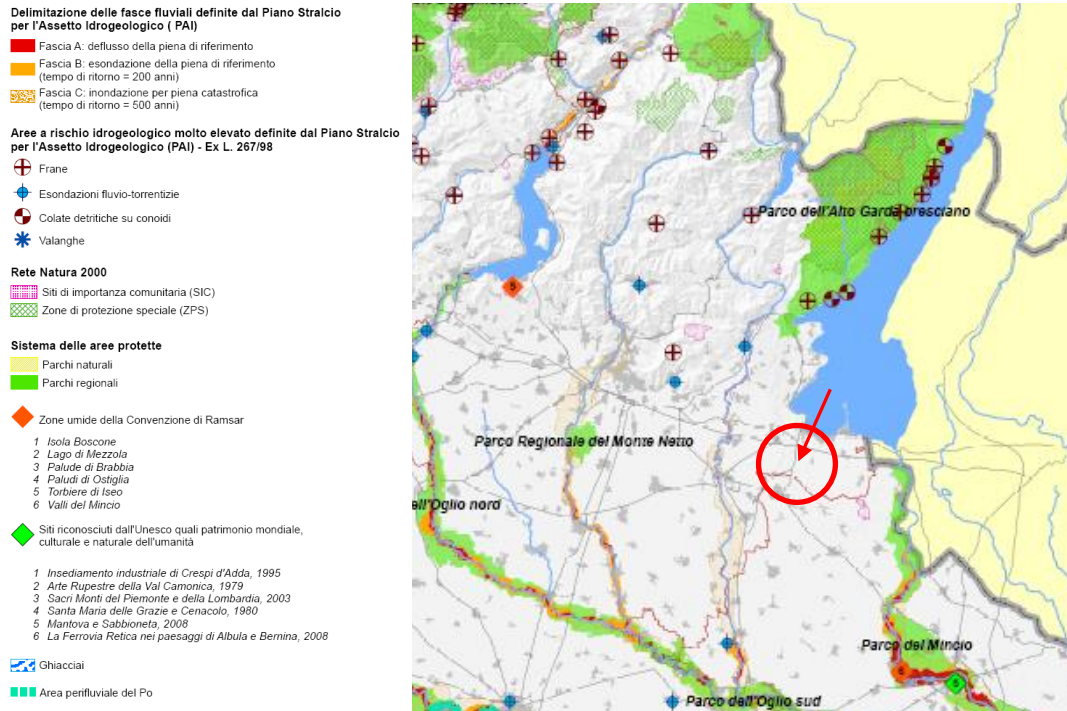 Delimitazione delle fasce fluviali definite dal Piano Stralcio
per l'Assetto Idrogeologico ( PAI)
Fascia A: deflusso della piena di riferimento
Fascia B: esondazione della piena di riferimento
(tempo di ritorno = 200 anni)
Fascia C: inondazione per piena catastrofica
(tempo di ritorno = 500 anni)
Aree a rischio idrogeologico molto elevato definite dal Piano Stralcio
per l'Assetto Idrogeologico (PAI) - Ex L. 267/98
Frane
Esondazioni fluvio-torrentizie
Colate detritiche su conoidi
Valanghe
Rete Natura 2000
Siti di importanza comunitaria (SIC)
Zone di protezione speciale (ZPS)
Sistema delle aree protette
Parchi naturali
Parchi regionali
Zone umide della Convenzione di Ramsar
1 Isola Boscone
2 Lago di Mezzola
3 Palude di Brabbia
4 Paludi di Ostiglia
5 Torbiere di Iseo
6 Valli del Mincio
Siti riconosciuti dall'Unesco quali patrimonio mondiale,
culturale e naturale dell'umanità
1 Insediamento industriale di Crespi d'Adda, 1995
2 Arte Rupestre della Val Camonica, 1979
3 Sacri Monti del Piemonte e della Lombardia, 2003
4 Santa Maria delle Grazie e Cenacolo, 1980
5 Mantova e Sabbioneta, 2008
6 La Ferrovia Retica nei paesaggi di Albula e Bernina, 2008
Ghiacciai
Area perifluviale del Po
Parco dell'Alto Garda bresciano
5
Parco Regionale del Monte Netto
ell'Oglio nord
Parco del Mincio
6
5
Parco dell'Oglio sud